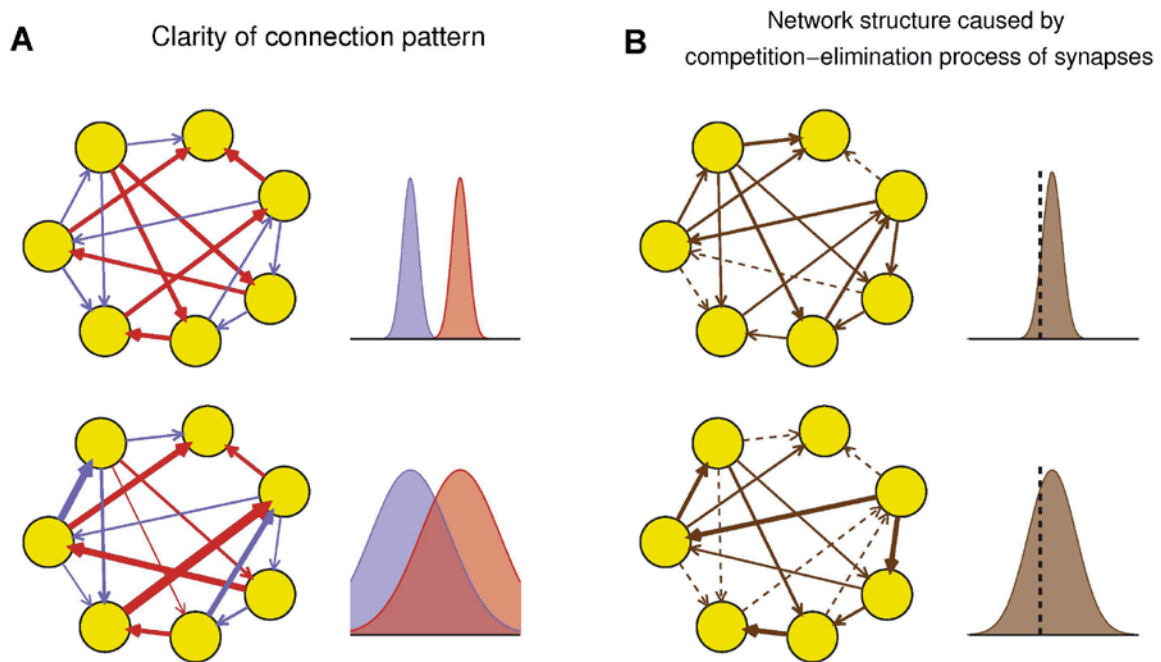 A
Clarity of connection pattern
B
Network structure caused by
competition−elimination process of synapses